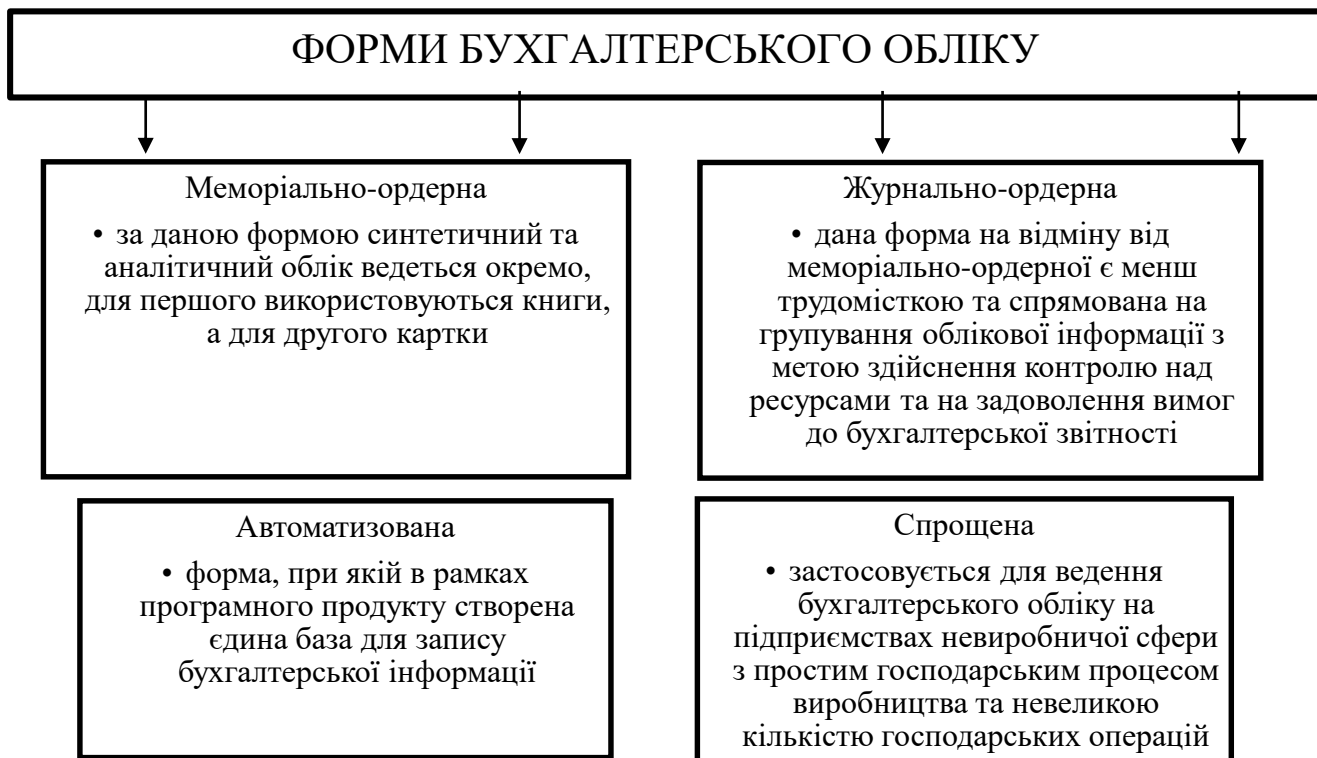 ФОРМИ БУХГАЛТЕРСЬКОГО ОБЛІКУ
Меморіально-ордерна
• за даною формою синтетичний та
аналітичний облік ведеться окремо,
для першого використовуються книги,
а для другого картки
Журнально-ордерна
• дана форма на відміну від
меморіально-ордерної є менш
трудомісткою та спрямована на
групування облікової інформації з
метою здійснення контролю над
ресурсами та на задоволення вимог
до бухгалтерської звітності
Автоматизована
• форма, при якій в рамках
програмного продукту створена
єдина база для запису
бухгалтерської інформації
Спрощена
• застосовується для ведення
бухгалтерського обліку на
підприємствах невиробничої сфери
з простим господарським процесом
виробництва та невеликою
кількістю господарських операцій